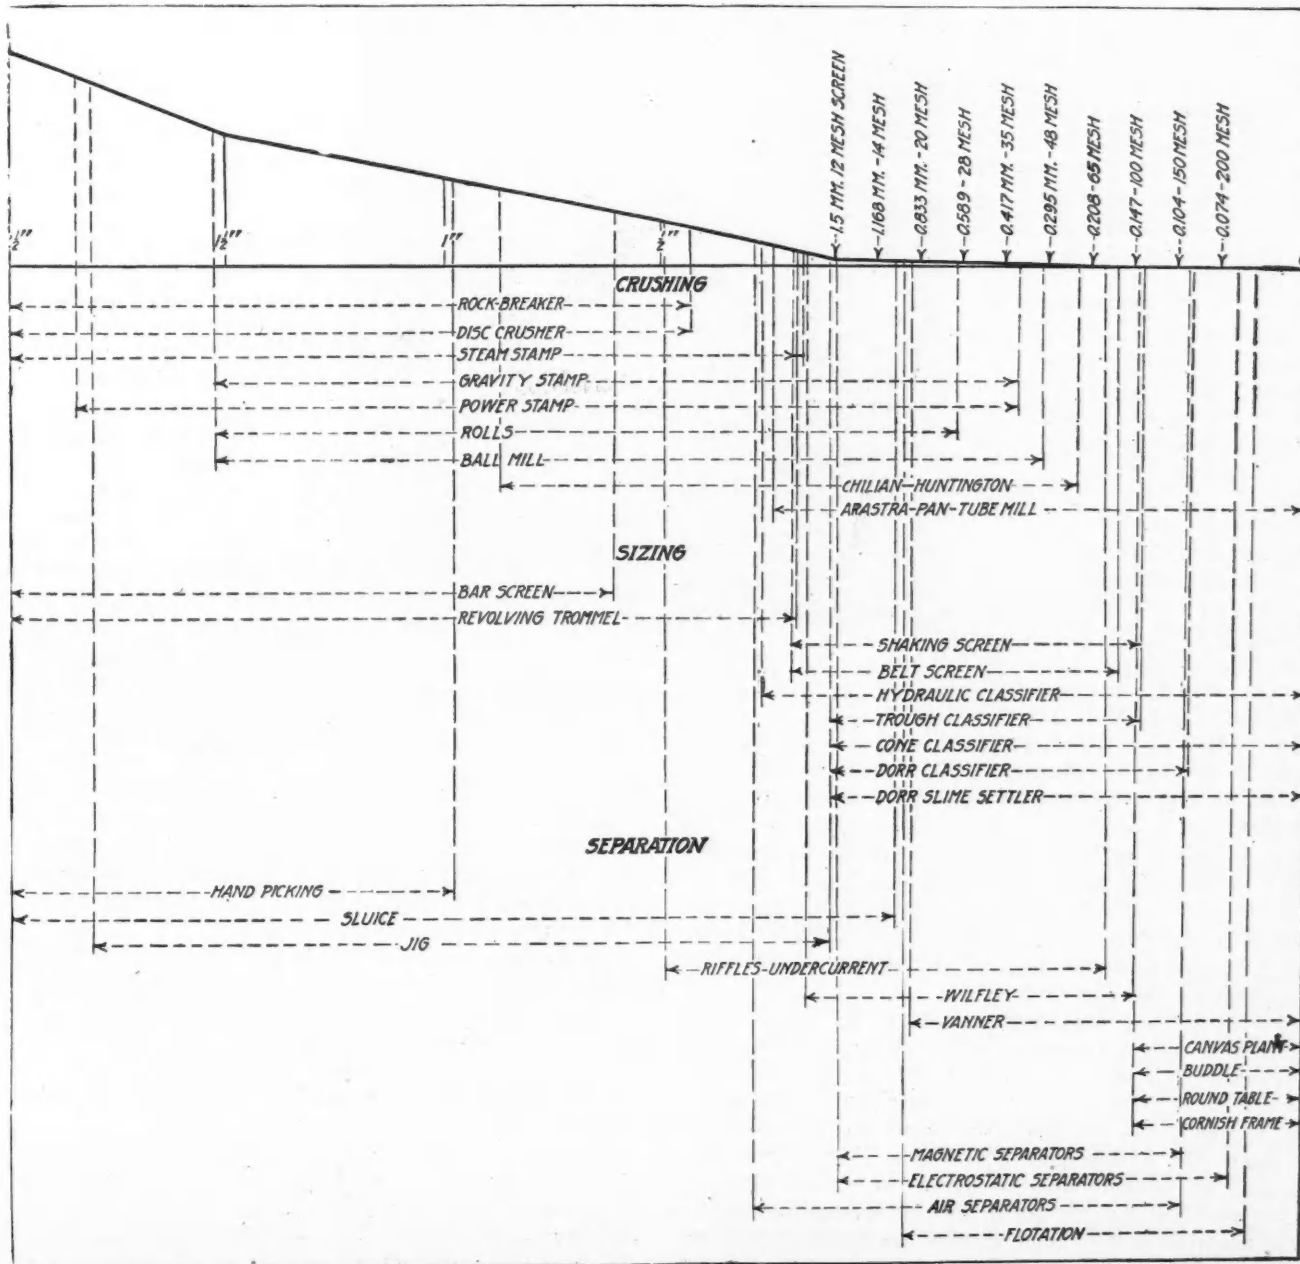 1.5 MM. 12 MESH SCREEN
1.168 MM.-14 MESH
0.833 MM.-20 MESH
0.589-28 MESH
0.417 MM.-35 MESH
0.295 MM.-48 MESH
0.208-65 MESH
0.147-100 MESH
0.104-150 MESH
0.074-200 MESH
½"
1½"
1"
½"
CRUSHING
ROCK-BREAKER
DISC CRUSHER
STEAM STAMP
GRAVITY STAMP
POWER STAMP
ROLLS
BALL MILL
CHILIAN-HUNTINGTON
ARASTRA-PAN-TUBE MILL
SIZING
BAR SCREEN
REVOLVING TROMMEL
SHAKING SCREEN
BELT SCREEN
HYDRAULIC CLASSIFIER
TROUGH CLASSIFIER
CONE CLASSIFIER
DORR CLASSIFIER
DORR SLIME SETTLER
SEPARATION
HAND PICKING
SLUICE
JIG
RIFFLES-UNDERCURRENT
WILFLEY
VANNER
CANVAS PLANT
BUDDLE
ROUND TABLE
CORNISH FRAME
MAGNETIC SEPARATORS
ELECTROSTATIC SEPARATORS
AIR SEPARATORS
FLOTATION